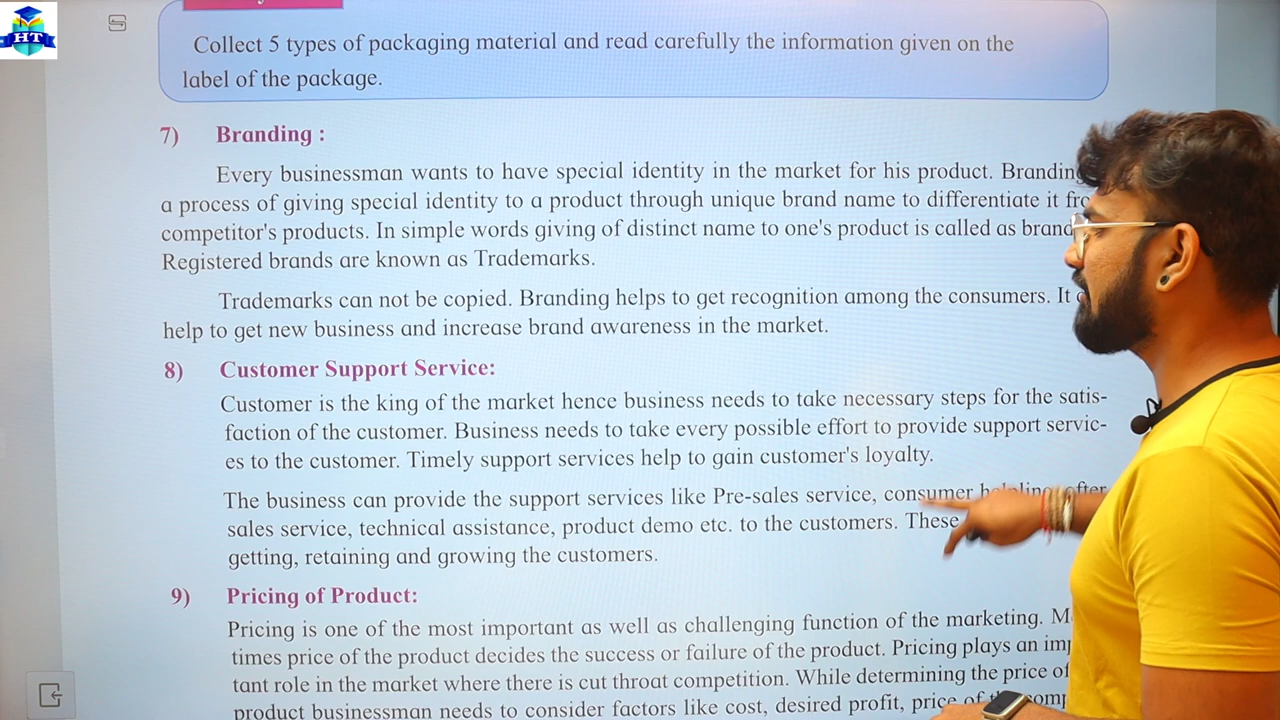 HT
Collect 5 types of packaging material and read carefully the information given on the
label of the package.
7) Branding :
Every businessman wants to have special identity in the market for his product. Branding
a process of giving special identity to a product through unique brand name to differentiate it
competitor's products. In simple words giving of distinct name to one's product is called as brand
Registered brands are known as Trademarks.
Trademarks can not be copied. Branding helps to get recognition among the consumers. It
help to get new business and increase brand awareness in the market.
8) Customer Support Service:
Customer is the king of the market hence business needs to take necessary steps for the satis-
faction of the customer. Business needs to take every possible effort to provide support servic-
es to the customer. Timely support services help to gain customer's loyalty.
The business can provide the support services like Pre-sales service, consumer helpline, after
sales service, technical assistance, product demo etc. to the customers. These
getting, retaining and growing the customers.
9) Pricing of Product:
Pricing is one of the most important as well as challenging function of the marketing.
times price of the product decides the success or failure of the product. Pricing plays an
tant role in the market where there is cut throat competition. While determining the price of
product businessman needs to consider factors like cost, desired profit, price of